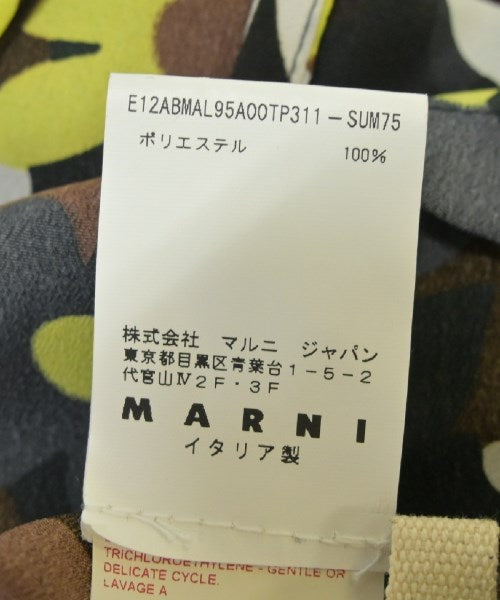 E12ABMAL95A00TP311-SUM75
ポリエステル 100%
株式会社 マルニ ジャパン
東京都目黒区青葉台1-5-2
代官山Ⅳ2F・3F
MARNI
イタリア製
TRICHLOROETHYLENE - GENTLE OR
DELICATE CYCLE.
LAVAGE A